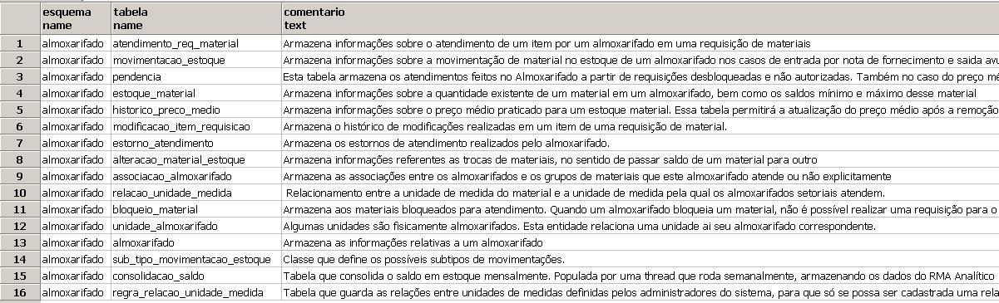 esquema tabela comentario
name name text
1 almoxarifado atendimento_req_material Armazena informações sobre o atendimento de um item por um almoxarifado em uma requisição de materiais
2 almoxarifado movimentacao_estoque Armazena informações sobre a movimentação de material no estoque de um almoxarifado nos casos de entrada por nota de fornecimento e saida avu
3 almoxarifado pendencia Esta tabela armazena os atendimentos feitos no Almoxarifado a partir de requisições desbloqueadas e não autorizadas. Também no caso do preço mé
4 almoxarifado estoque_material Armazena informações sobre a quantidade existente de um material em um almoxarifado, bem como os saldos mínimo e máximo desse material
5 almoxarifado historico_preco_medio Armazena informações sobre o preço médio praticado para um estoque material. Essa tabela permitirá a atualização do preço médio após a remoção
6 almoxarifado modificacao_item_requisicao Armazena o histórico de modificações realizadas em um item de uma requisição de material.
7 almoxarifado estorno_atendimento Armazena os estornos de atendimento realizados pelo almoxarifado.
8 almoxarifado alteracao_material_estoque Armazena informações referentes as trocas de materiais, no sentido de passar saldo de um material para outro
9 almoxarifado associacao_almoxarifado Armazena as associações entre os almoxarifados e os grupos de materiais que este almoxarifado atende ou não explicitamente
10 almoxarifado relacao_unidade_medida Relacionamento entre a unidade de medida do material e a unidade de medida pela qual os almoxarifados setoriais atendem.
11 almoxarifado bloqueio_material Armazena aos materiais bloqueados para atendimento. Quando um almoxarifado bloqueia um material, não é possível realizar uma requisição para o
12 almoxarifado unidade_almoxarifado Algumas unidades são fisicamente almoxarifados. Esta entidade relaciona uma unidade ai seu almoxarifado correspondente.
13 almoxarifado almoxarifado Armazena as informações relativas a um almoxarifado
14 almoxarifado sub_tipo_movimentacao_estoque Classe que define os possíveis subtipos de movimentações.
15 almoxarifado consolidacao_saldo Tabela que consolida o saldo em estoque mensalmente. Populada por uma thread que roda semanalmente, armazenando os dados do RMA Analítico
16 almoxarifado regra_relacao_unidade_medida Tabela que guarda as relações entre unidades de medidas definidas pelos administradores do sistema, para que só se possa ser cadastrada uma rela